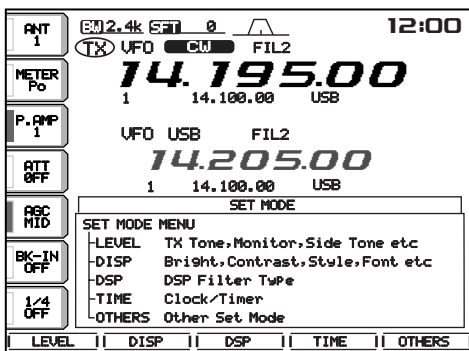 ANT
1
BW 2.4k SFT 0
12:00
TX VFO CW FIL2
METER
Po
14.195.00
1 14.100.00 USB
P.AMP
1
VFO USB FIL2
14.205.00
ATT
OFF
1 14.100.00 USB
SET MODE
AGC
MID
SET MODE MENU
LEVEL TX Tone,Monitor,Side Tone etc
BK-IN
OFF
DISP Bright,Contrast,Style,Font etc
DSP DSP Filter Type
TIME Clock/Timer
1/4
OFF
OTHERS Other Set Mode
LEVEL DISP DSP TIME OTHERS